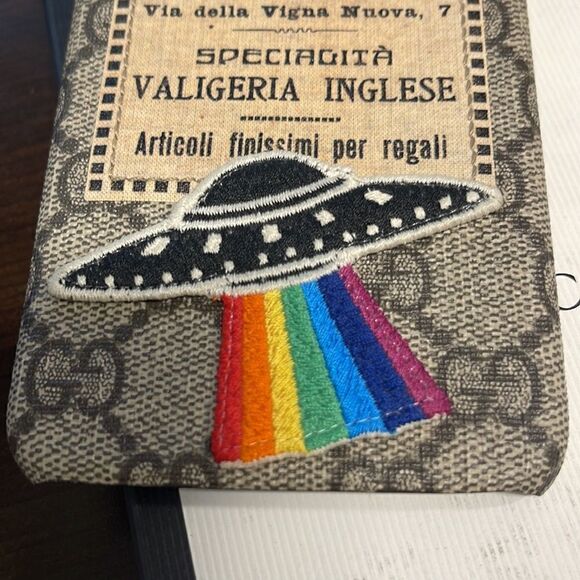 Via della Vigna Nuova, 7
SPECIALITÀ
VALIGERIA INGLESE
Articoli finissimi per regali